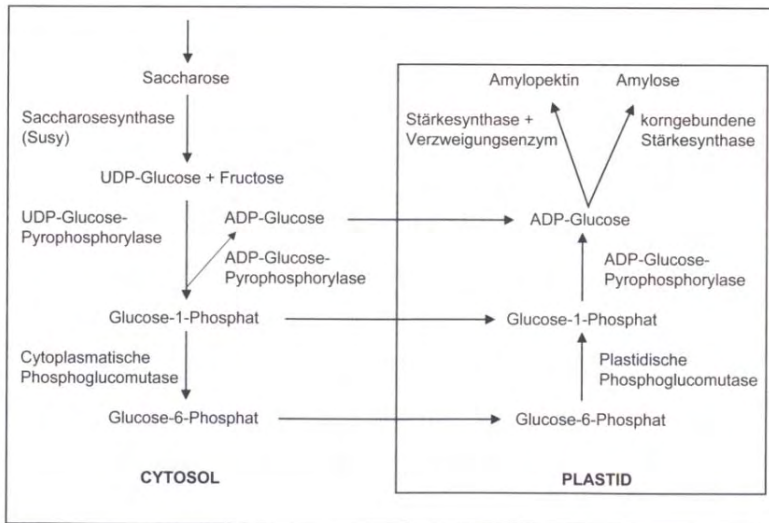 Saccharose
Saccharosesynthase
(Susy)
UDP-Glucose + Fructose
UDP-Glucose-
Pyrophosphorylase
ADP-Glucose
ADP-Glucose-
Pyrophosphorylase
Glucose-1-Phosphat
Cytoplasmatische
Phosphoglucomutase
Glucose-6-Phosphat
CYTOSOL
Amylopektin
Amylose
Stärkesynthase +
Verzweigungsenzym
korngebundene
Stärkesynthase
ADP-Glucose
ADP-Glucose-
Pyrophosphorylase
Glucose-1-Phosphat
Plastidische
Phosphoglucomutase
Glucose-6-Phosphat
PLASTID